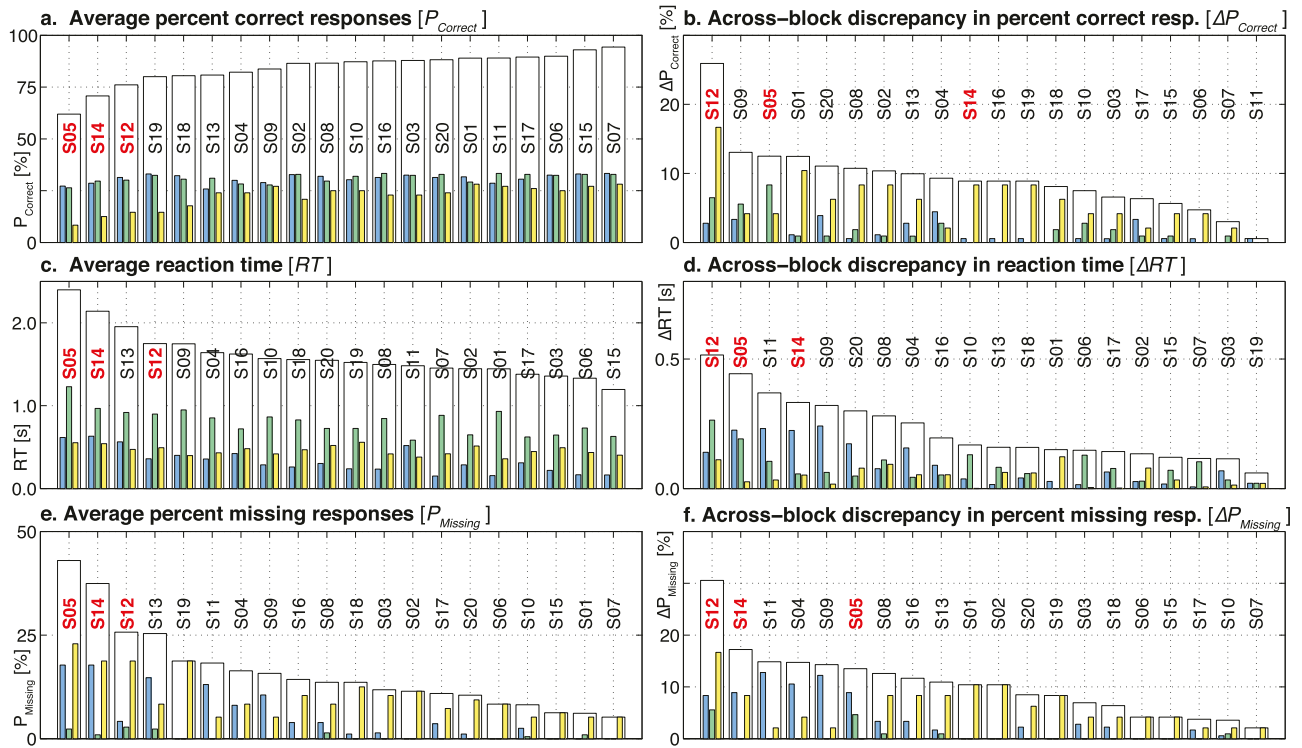 a. Average percent correct responses [P_Correct]
100
75
50
25
0
P_Correct [%]
S05 S14 S12 S19 S18 S13 S04 S09 S02 S08 S10 S16 S03 S20 S01 S11 S17 S06 S15 S07
b. Across-block discrepancy in percent correct resp. [ΔP_Correct]
ΔP_Correct [%]
20
10
0
S12 S09 S05 S01 S20 S08 S02 S13 S04 S14 S16 S19 S18 S10 S03 S17 S15 S06 S07 S11
c. Average reaction time [RT]
2.0
1.0
0.0
RT [s]
S05 S14 S13 S12 S09 S04 S16 S10 S18 S20 S19 S08 S11 S07 S02 S01 S17 S03 S06 S15
d. Across-block discrepancy in reaction time [ΔRT]
ΔRT [s]
0.5
0.0
S12 S05 S11 S14 S09 S20 S08 S04 S16 S10 S13 S18 S01 S06 S17 S02 S15 S07 S03 S19
e. Average percent missing responses [P_Missing]
50
25
0
P_Missing [%]
S05 S14 S12 S13 S19 S11 S04 S09 S16 S08 S18 S03 S02 S17 S20 S06 S10 S15 S01 S07
f. Across-block discrepancy in percent missing resp. [ΔP_Missing]
ΔP_Missing [%]
20
10
0
S12 S14 S11 S04 S09 S05 S08 S16 S13 S01 S02 S20 S19 S03 S18 S06 S15 S17 S10 S07